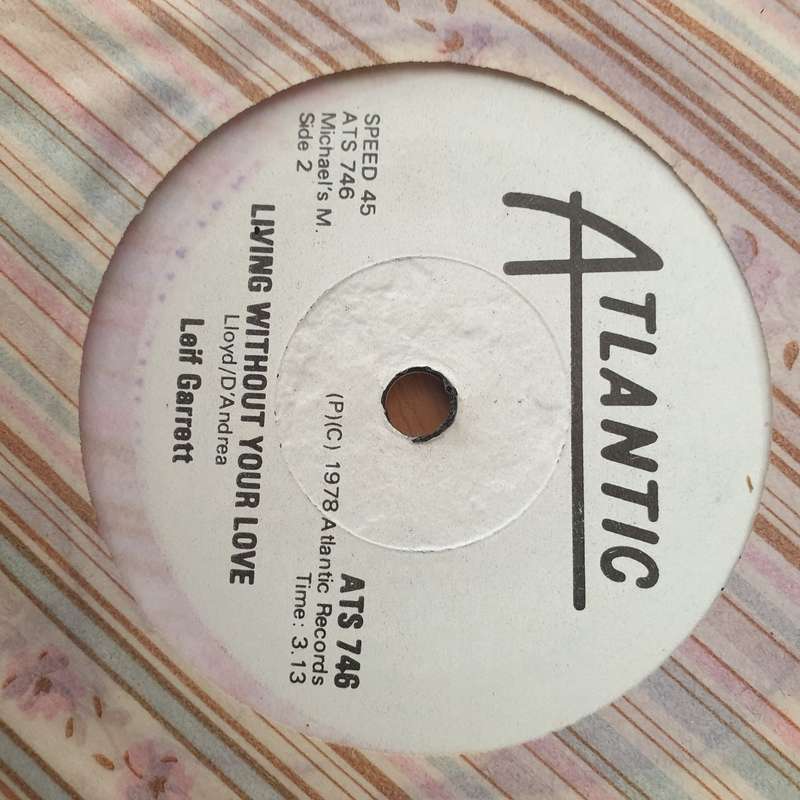 ATLANTIC
SPEED 45
ATS 746
Michael's M.
Side 2
ATS 746
(P)(C) 1978 Atlantic Records
Time: 3.13
LIVING WITHOUT YOUR LOVE
Lloyd/D'Andrea
Leif Garrett